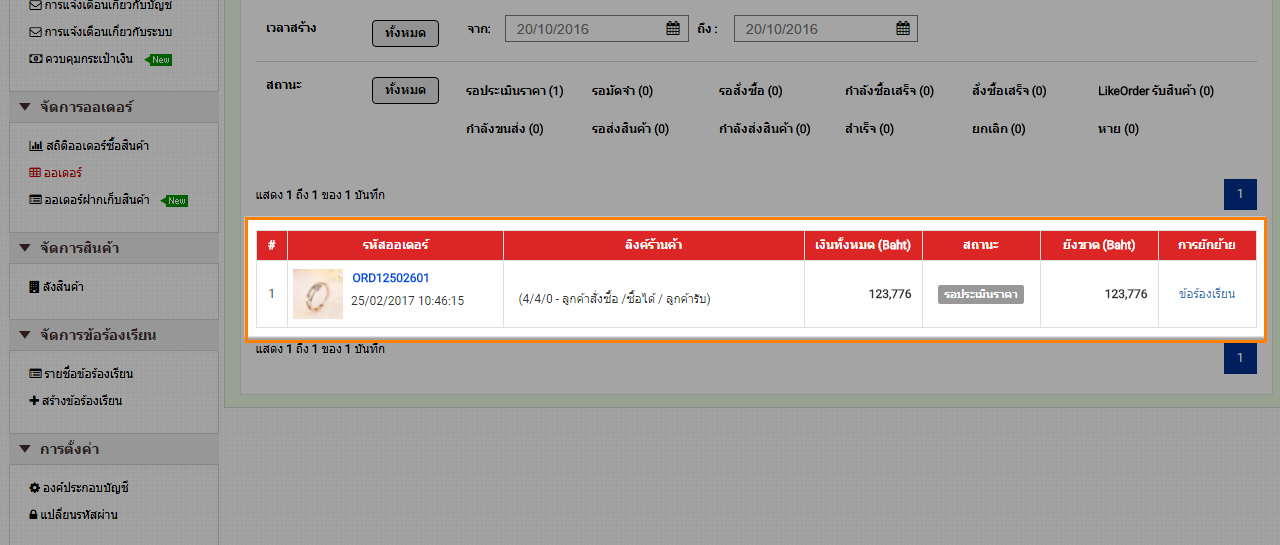 การแจ้งเตือนเกี่ยวกับบัญชี
การแจ้งเตือนเกี่ยวกับระบบ
ควบคุมกระเป๋าเงิน New
จัดการออเดอร์
สถิติออเดอร์ซื้อสินค้า
ออเดอร์
ออเดอร์ฝากเก็บสินค้า New
จัดการสินค้า
ลังสินค้า
จัดการข้อร้องเรียน
รายชื่อข้อร้องเรียน
สร้างข้อร้องเรียน
การตั้งค่า
องค์ประกอบบัญชี
แปลี่ยนรหัสผ่าน
เวลาสร้าง ทั้งหมด จาก: 20/10/2016 ถึง : 20/10/2016
สถานะ ทั้งหมด รอประเมินราคา (1) รอมัดจำ (0) รอสั่งซื้อ (0) กำลังซื้อเสร็จ (0) สั่งซื้อเสร็จ (0) LikeOrder รับสินค้า (0)
กำลังขนส่ง (0) รอส่งสินค้า (0) กำลังส่งสินค้า (0) สำเร็จ (0) ยกเลิก (0) หาย (0)
แสดง 1 ถึง 1 ของ 1 บันทึก 1
# รหัสออเดอร์ ลิงค์ร้านค้า เงินทั้งหมด (Baht) สถานะ ยังขาด (Baht) การยักย้าย
1 ORD12502601
25/02/2017 10:46:15 (4/4/0 - ลูกค้าสั่งซื้อ /ซื้อได้ / ลูกค้ารับ) 123,776 รอประเมินราคา 123,776 ข้อร้องเรียน
แสดง 1 ถึง 1 ของ 1 บันทึก 1